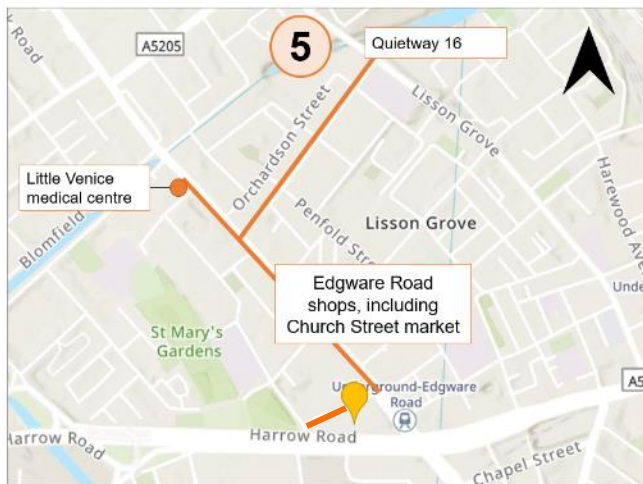 k Road
A5205
5
Quietway 16
Orchardson Street
Lisson Grove
Harewood Av
Little Venice
medical centre
Blomfield
Penfold Stre
Lisson Grove
Unde
Edgware Road
shops, including
Church Street market
St Mary's
Gardens
Underground-Edgware
Road
A5
Harrow Road
Harrow Road
Chapel Street